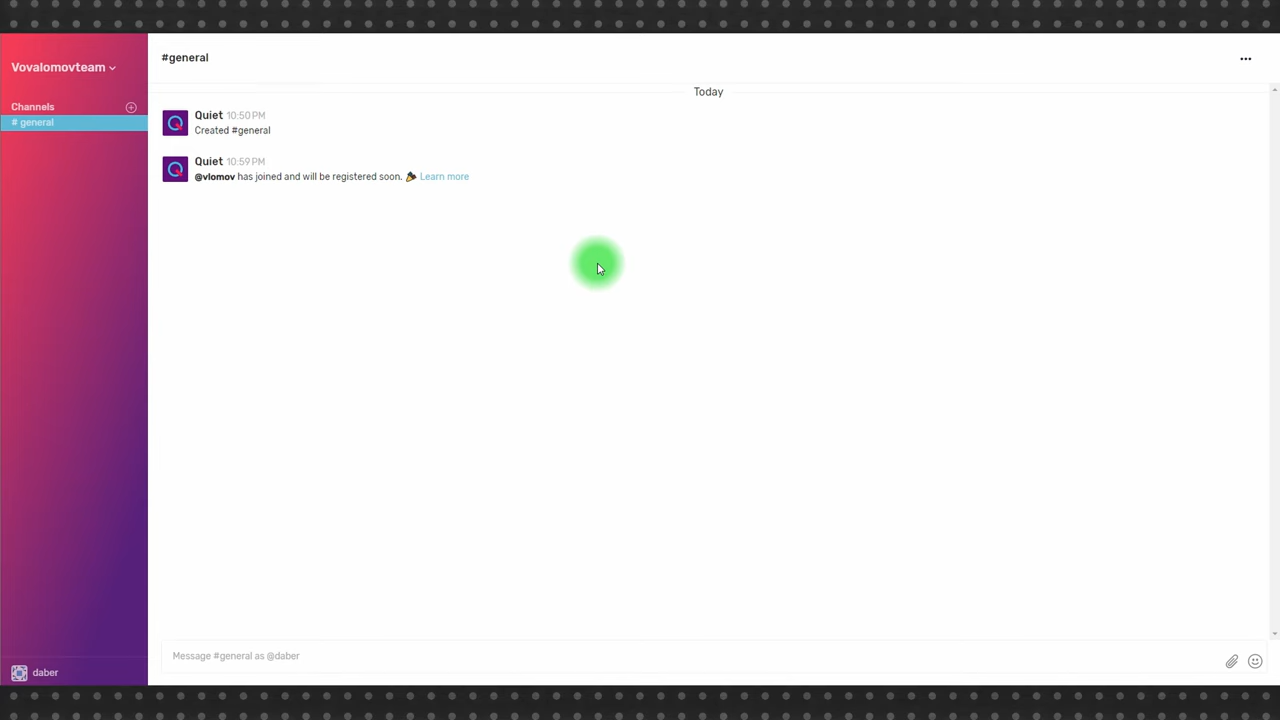 Vovalomovteam
Channels
# general
daber
#general
Today
Quiet 10:50 PM
Created #general
Quiet 10:59 PM
@vlomov has joined and will be registered soon. 🎉 Learn more
Message #general as @daber